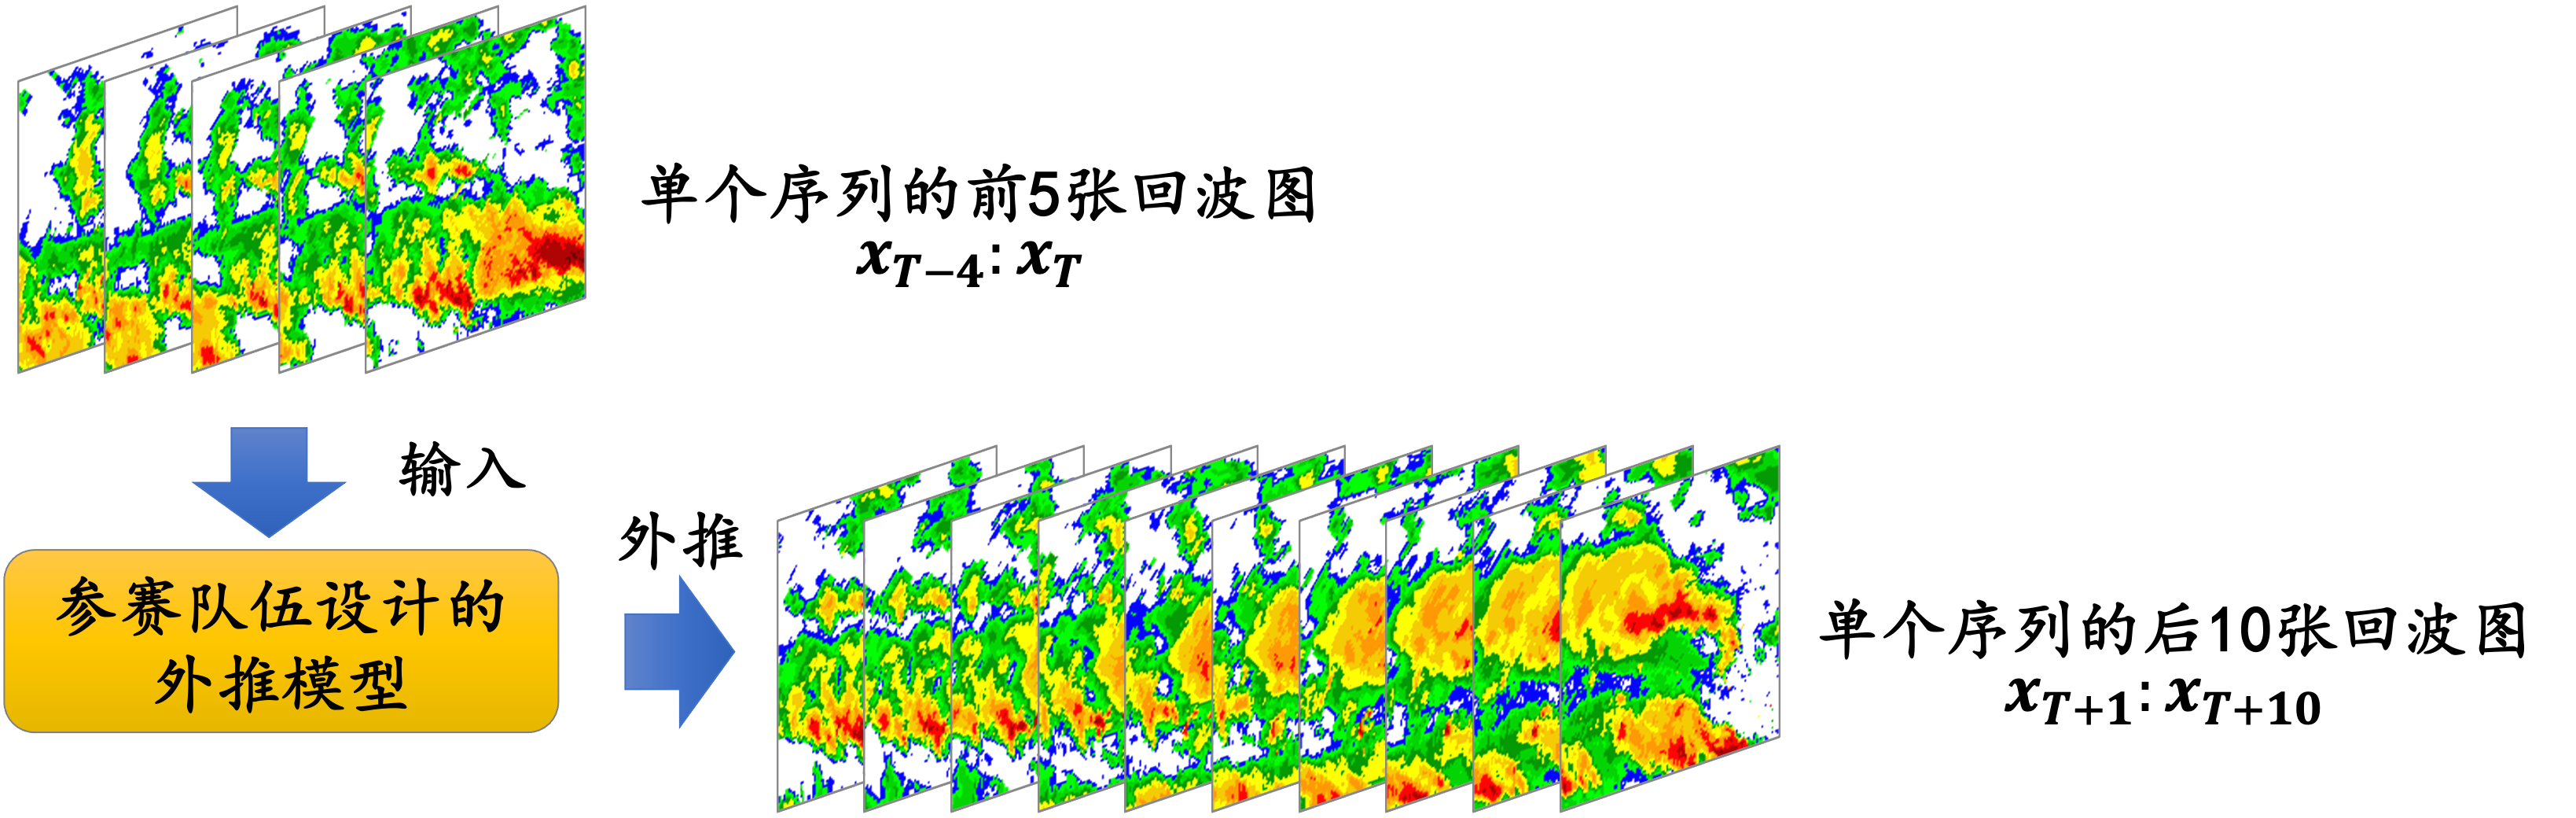 单个序列的前5张回波图
x_{T−4}: x_T
输入
外推
参赛队伍设计的
外推模型
单个序列的后10张回波图
x_{T+1}: x_{T+10}